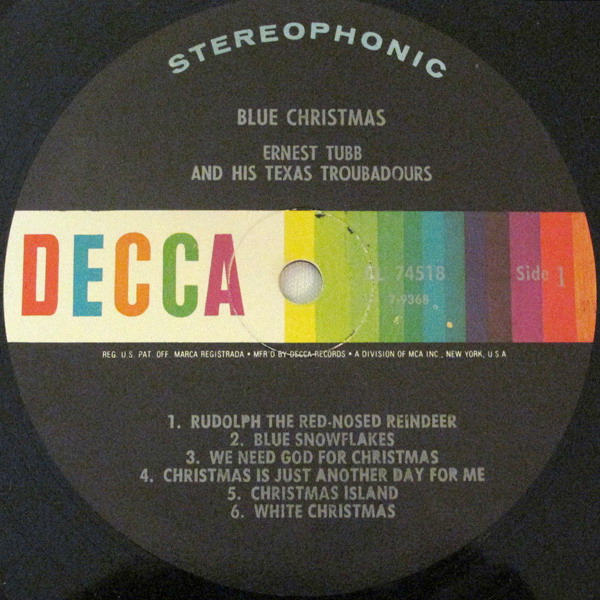 STEREOPHONIC
BLUE CHRISTMAS
ERNEST TUBB
AND HIS TEXAS TROUBADOURS
DECCA
DL 74518
Side 1
7-9368
REG. U.S. PAT. OFF. MARCA REGISTRADA • MFR'D BY DECCA RECORDS • A DIVISION OF MCA INC., NEW YORK, U S A
1. RUDOLPH THE RED-NOSED REINDEER
2. BLUE SNOWFLAKES
3. WE NEED GOD FOR CHRISTMAS
4. CHRISTMAS IS JUST ANOTHER DAY FOR ME
5. CHRISTMAS ISLAND
6. WHITE CHRISTMAS